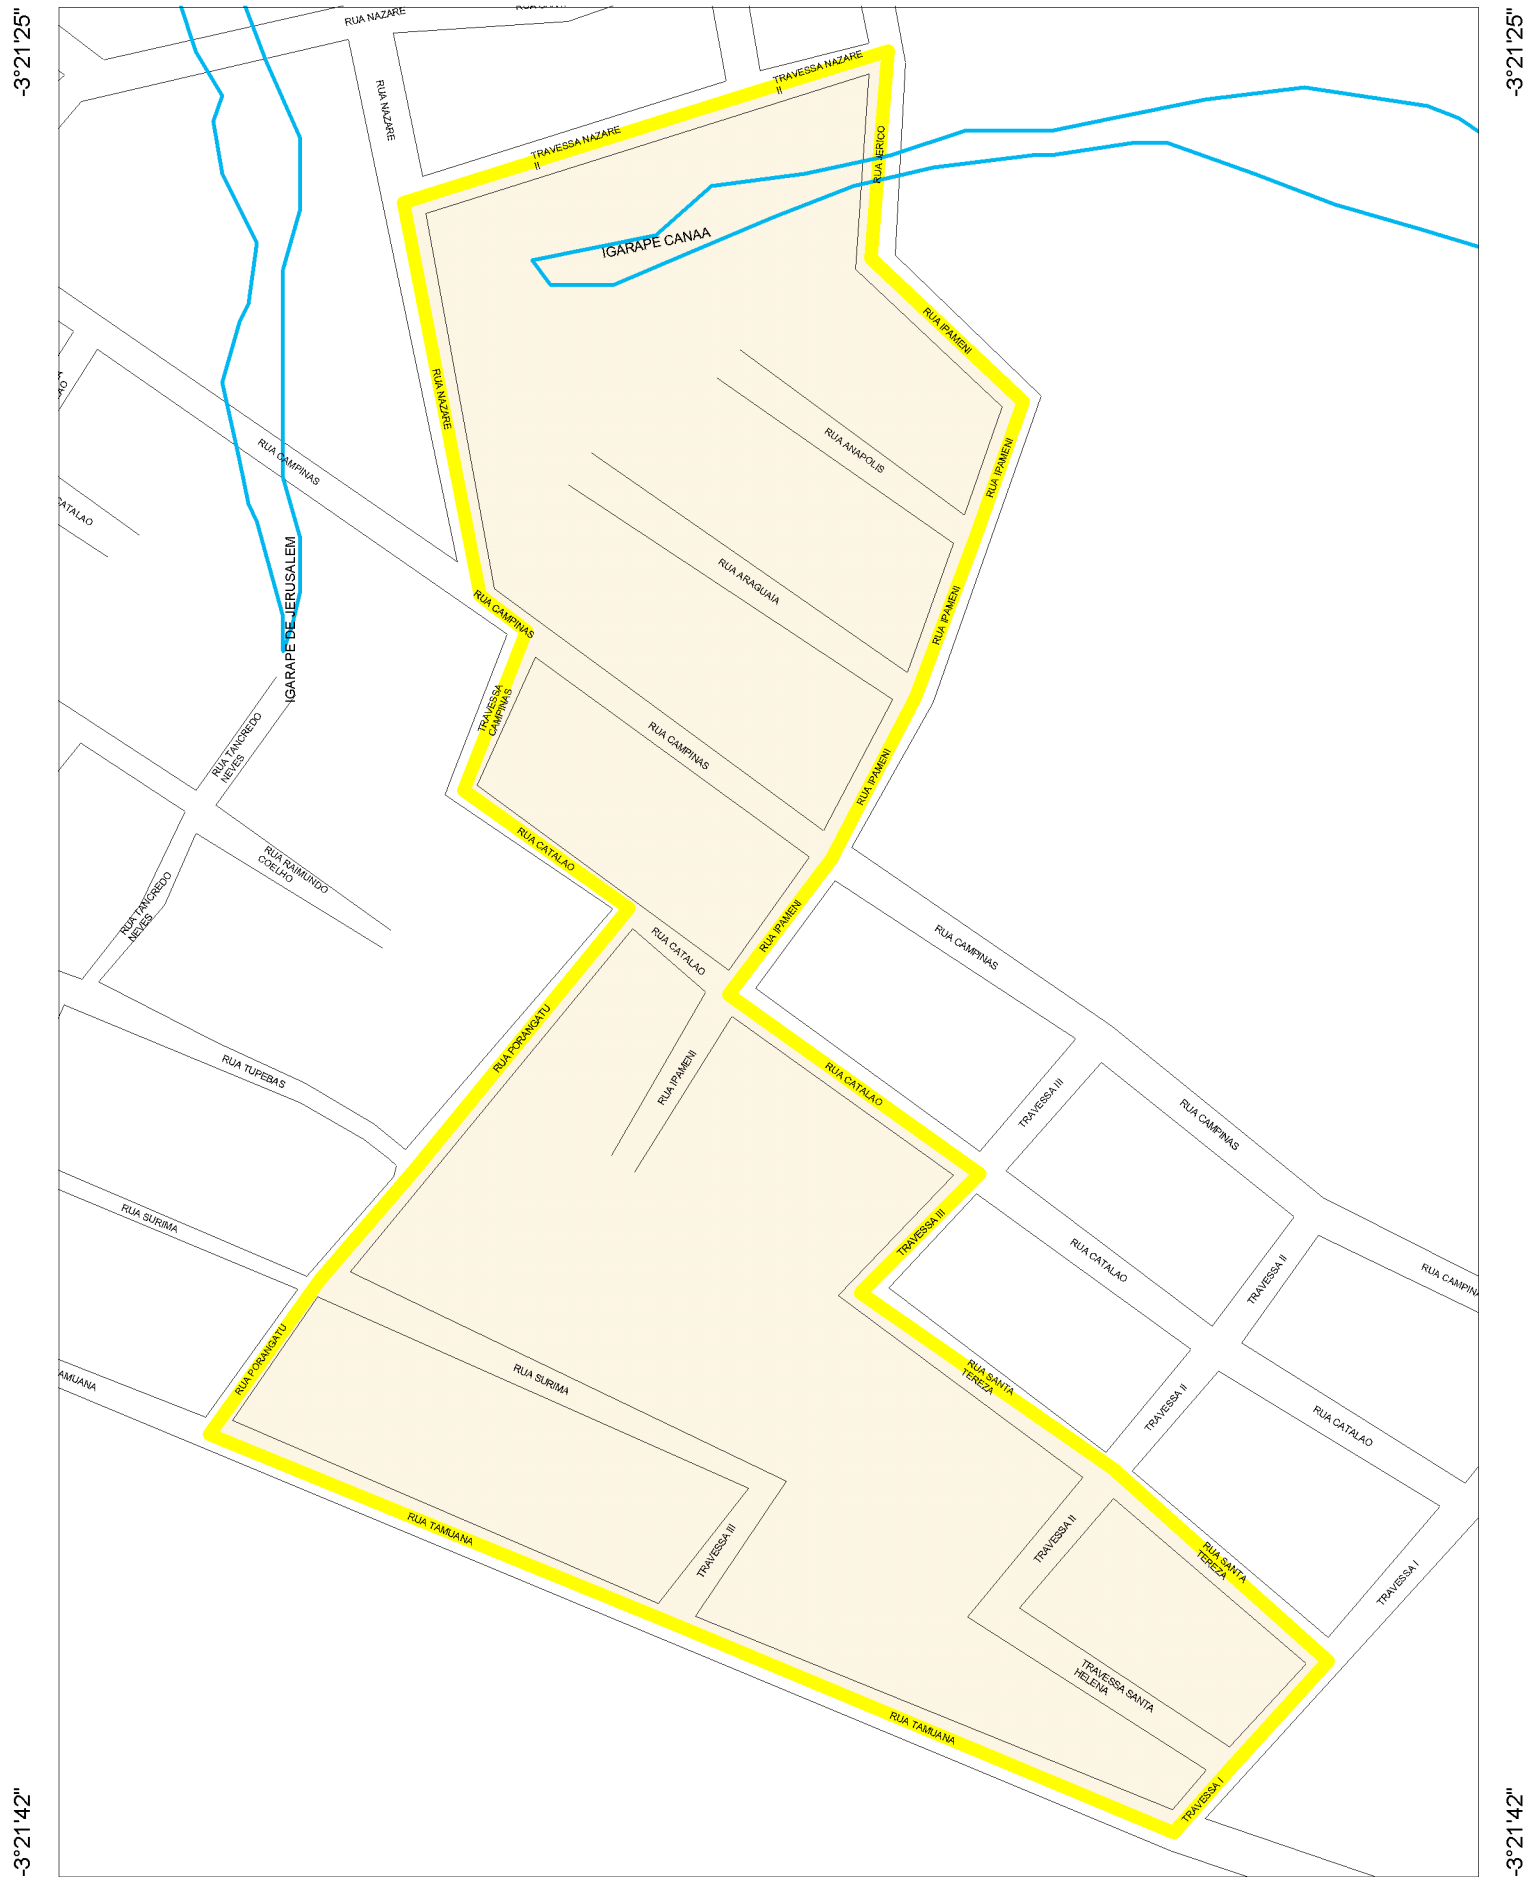 -3°21'25"
-3°21'25"
RUA NAZARE
RUA NAZARE
TRAVESSA NAZARE
II
TRAVESSA NAZARE
II
RUA JERICO
IGARAPE CANAA
RUA IPAMENI
RUA NAZARE
RUA CAMPINAS
RUA ANAPOLIS
RUA IPAMENI
CATALAO
IGARAPE DE JERUSALEM
RUA ARAGUAIA
RUA IPAMENI
RUA CAMPINAS
TRAVESSA
CAMPINAS
RUA CAMPINAS
RUA TANCREDO
NEVES
RUA IPAMENI
RUA CATALAO
RUA RAIMUNDO
COELHO
RUA TANCREDO
NEVES
RUA IPAMENI
RUA CATALAO
RUA CAMPINAS
RUA PORANGATU
RUA TUPEBAS
RUA IPAMENI
RUA CATALAO
TRAVESSA III
RUA CAMPINAS
RUA SURIMA
TRAVESSA III
RUA CATALAO
TRAVESSA II
RUA CAMPINA
RUA PORANGATU
AMUANA
RUA SURIMA
RUA SANTA
TEREZA
TRAVESSA II
RUA CATALAO
RUA TAMUANA
TRAVESSA III
TRAVESSA II
RUA SANTA
TEREZA
TRAVESSA I
TRAVESSA SANTA
HELENA
RUA TAMUANA
TRAVESSA I
-3°21'42"
-3°21'42"